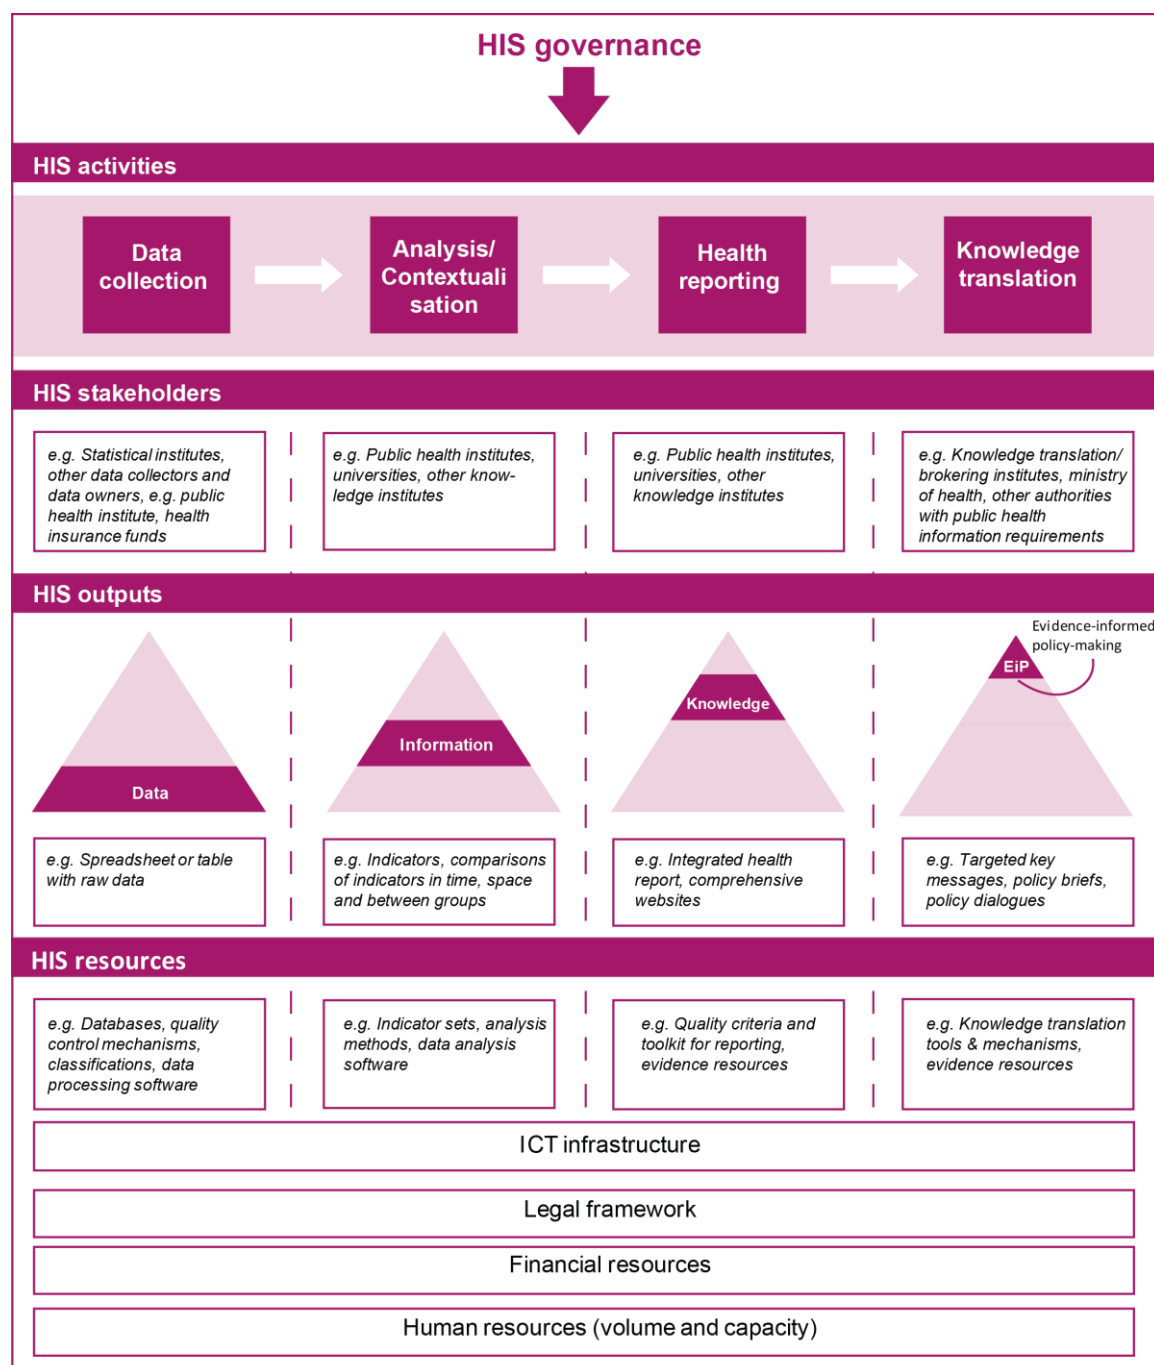 HIS governance
HIS activities
Data
collection
Analysis/
Contextuali
sation
Health
reporting
Knowledge
translation
HIS stakeholders
e.g. Statistical institutes,
other data collectors and
data owners, e.g. public
health institute, health
insurance funds
e.g. Public health institutes,
universities, other know-
ledge institutes
e.g. Public health institutes,
universities, other
knowledge institutes
e.g. Knowledge translation/
brokering institutes, ministry
of health, other authorities
with public health
information requirements
HIS outputs
Data
Information
Knowledge
EiP
Evidence-informed
policy-making
e.g. Spreadsheet or table
with raw data
e.g. Indicators, comparisons
of indicators in time, space
and between groups
e.g. Integrated health
report, comprehensive
websites
e.g. Targeted key
messages, policy briefs,
policy dialogues
HIS resources
e.g. Databases, quality
control mechanisms,
classifications, data
processing software
e.g. Indicator sets, analysis
methods, data analysis
software
e.g. Quality criteria and
toolkit for reporting,
evidence resources
e.g. Knowledge translation
tools & mechanisms,
evidence resources
ICT infrastructure
Legal framework
Financial resources
Human resources (volume and capacity)